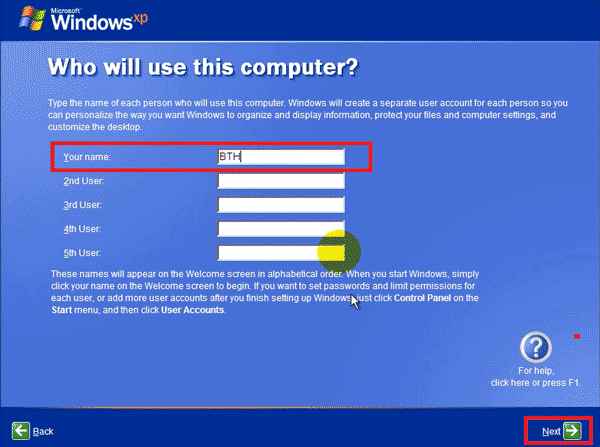 Microsoft
Windows xp
Who will use this computer?
Type the name of each person who will use this computer. Windows will create a separate user account for each person so you
can personalize the way you want Windows to organize and display information, protect your files and computer settings, and
customize the desktop.
Your name: BTH
2nd User:
3rd User:
4th User:
5th User:
These names will appear on the Welcome screen in alphabetical order. When you start Windows, simply
click your name on the Welcome screen to begin. If you want to set passwords and limit permissions for
each user, or add more user accounts after you finish setting up Windows, just click Control Panel on the
Start menu, and then click User Accounts.
?
For help,
click here or press F1.
Back
Next